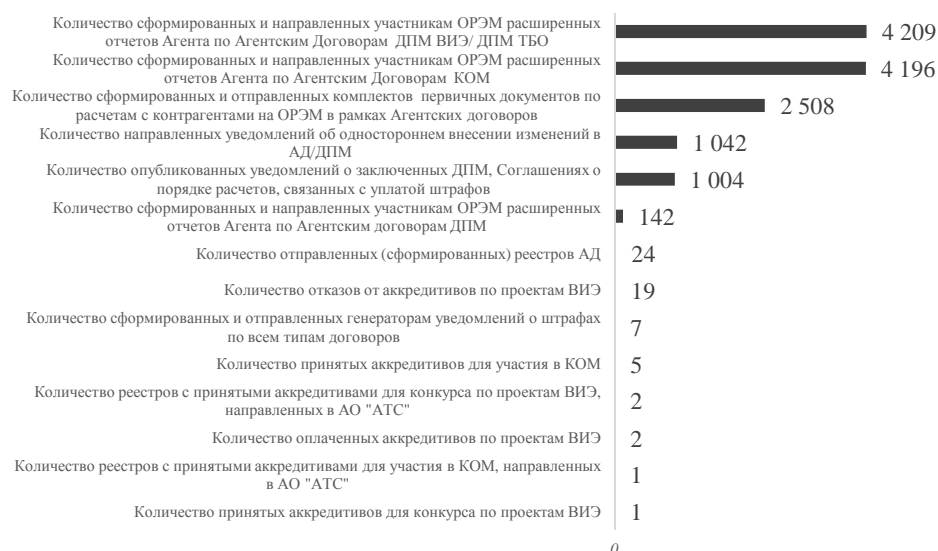 Количество сформированных и направленных участникам ОРЭМ расширенных
отчетов Агента по Агентским Договорам ДПМ ВИЭ/ ДПМ ТБО
4 209
Количество сформированных и направленных участникам ОРЭМ расширенных
отчетов Агента по Агентским Договорам КОМ
4 196
Количество сформированных и отправленных комплектов первичных документов по
расчетам с контрагентами на ОРЭМ в рамках Агентских договоров
2 508
Количество направленных уведомлений об одностороннем внесении изменений в
АД/ДПМ
1 042
Количество опубликованных уведомлений о заключенных ДПМ, Соглашениях о
порядке расчетов, связанных с уплатой штрафов
1 004
Количество сформированных и направленных участникам ОРЭМ расширенных
отчетов Агента по Агентским договорам ДПМ
142
Количество отправленных (сформированных) реестров АД
24
Количество отказов от аккредитивов по проектам ВИЭ
19
Количество сформированных и отправленных генераторам уведомлений о штрафах
по всем типам договоров
7
Количество принятых аккредитивов для участия в КОМ
5
Количество реестров с принятыми аккредитивами для конкурса по проектам ВИЭ,
направленных в АО "АТС"
2
Количество оплаченных аккредитивов по проектам ВИЭ
2
Количество реестров с принятыми аккредитивами для участия в КОМ, направленных
в АО "АТС"
1
Количество принятых аккредитивов для конкурса по проектам ВИЭ
1
0